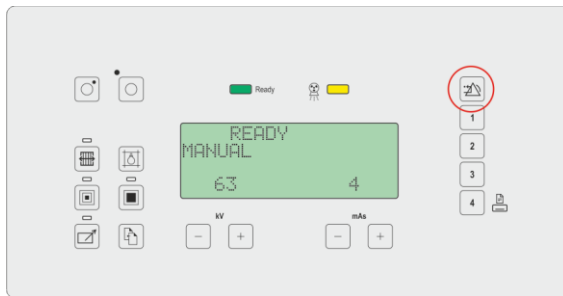 Ready
READY
MANUAL
63 4
kV mAs
- + - +
1
2
3
4